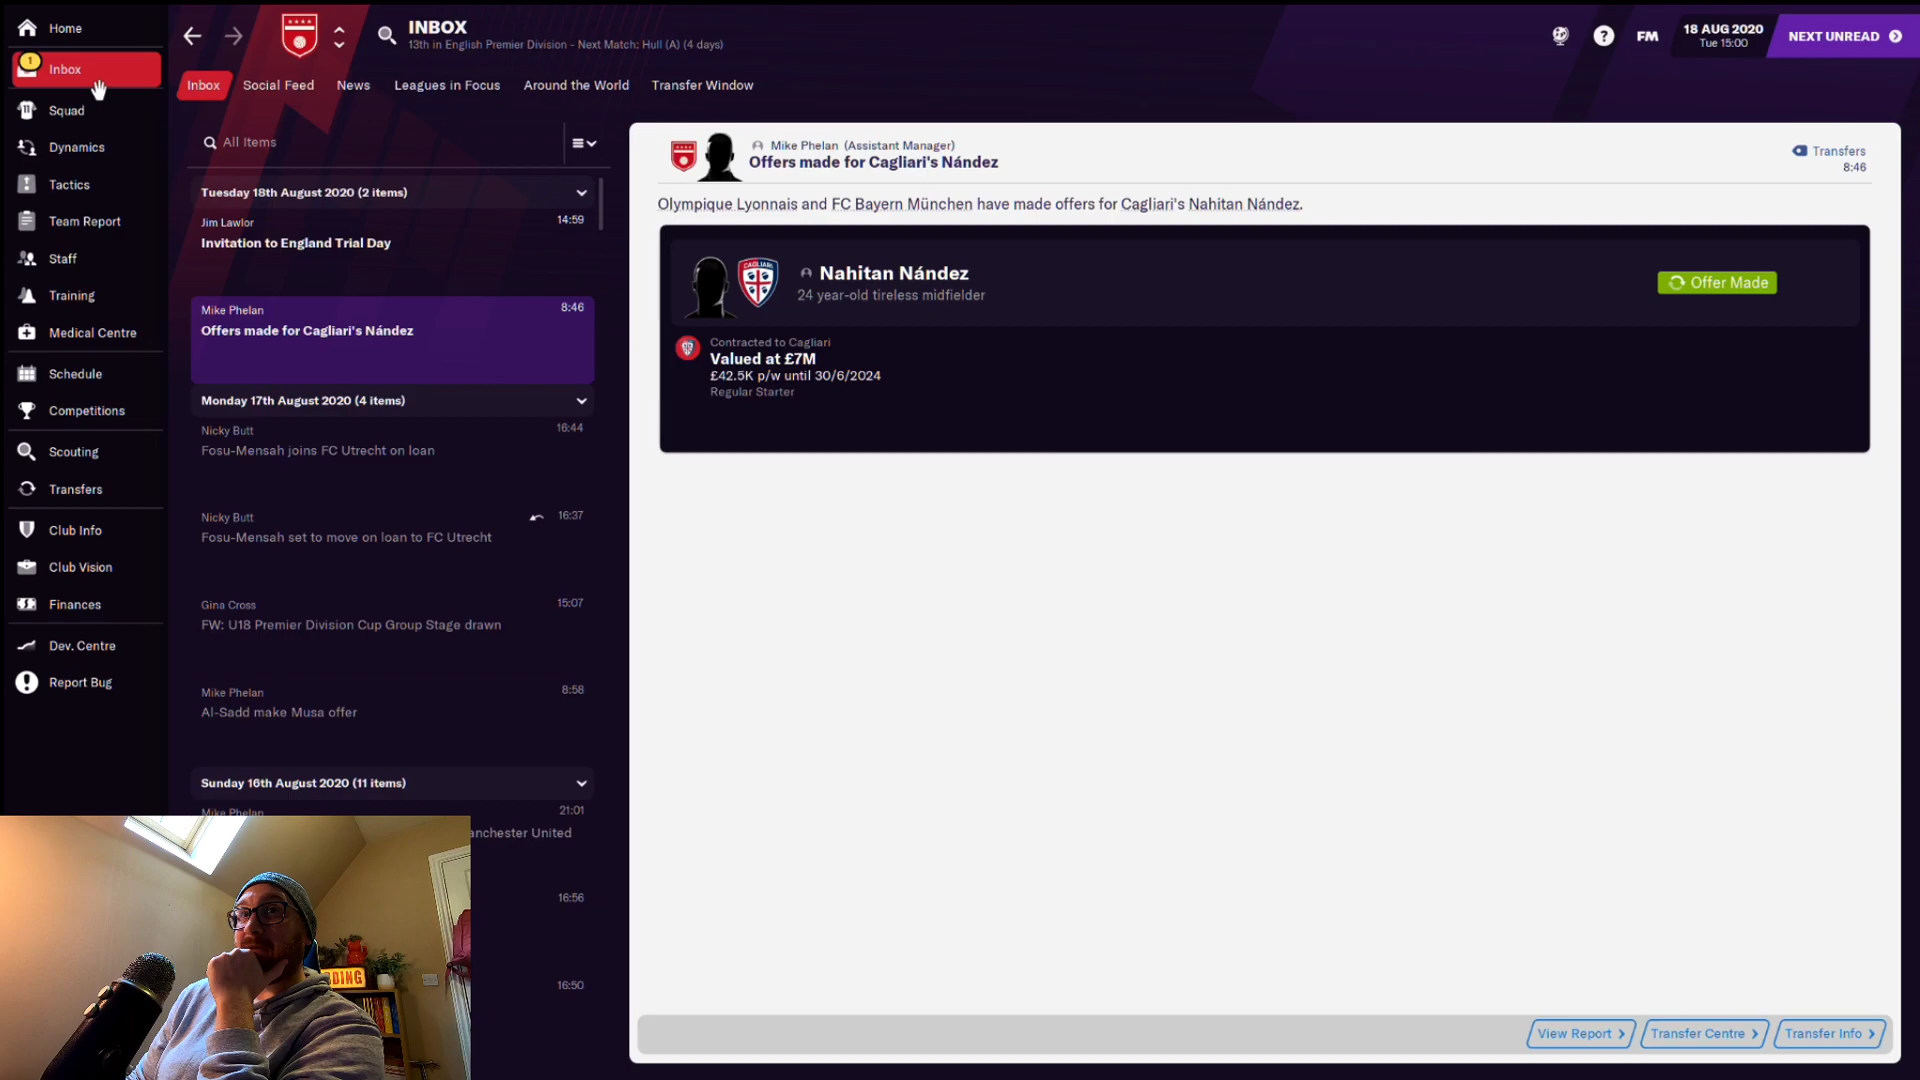 Home
1
Inbox
Squad
Dynamics
Tactics
Team Report
Staff
Training
Medical Centre
Schedule
Competitions
Scouting
Transfers
Club Info
Club Vision
Finances
Dev. Centre
Report Bug
INBOX
13th in English Premier Division - Next Match: Hull (A) (4 days)
FM
18 AUG 2020
Tue 15:00
NEXT UNREAD
Inbox
Social Feed
News
Leagues in Focus
Around the World
Transfer Window
All Items
Tuesday 18th August 2020 (2 items)
Jim Lawlor 14:59
Invitation to England Trial Day
Mike Phelan 8:46
Offers made for Cagliari's Nández
Monday 17th August 2020 (4 items)
Nicky Butt 16:44
Fosu-Mensah joins FC Utrecht on loan
Nicky Butt 16:37
Fosu-Mensah set to move on loan to FC Utrecht
Gina Cross 15:07
FW: U18 Premier Division Cup Group Stage drawn
Mike Phelan 8:58
Al-Sadd make Musa offer
Sunday 16th August 2020 (11 items)
Mike Phelan 21:01
anchester United
16:56
16:50
DING
Mike Phelan (Assistant Manager)
Offers made for Cagliari's Nández
Transfers
8:46
Olympique Lyonnais and FC Bayern München have made offers for Cagliari's Nahitan Nández.
CAGLIARI
Nahitan Nández
24 year-old tireless midfielder
Offer Made
Contracted to Cagliari
Valued at £7M
£42.5K p/w until 30/6/2024
Regular Starter
View Report
Transfer Centre
Transfer Info